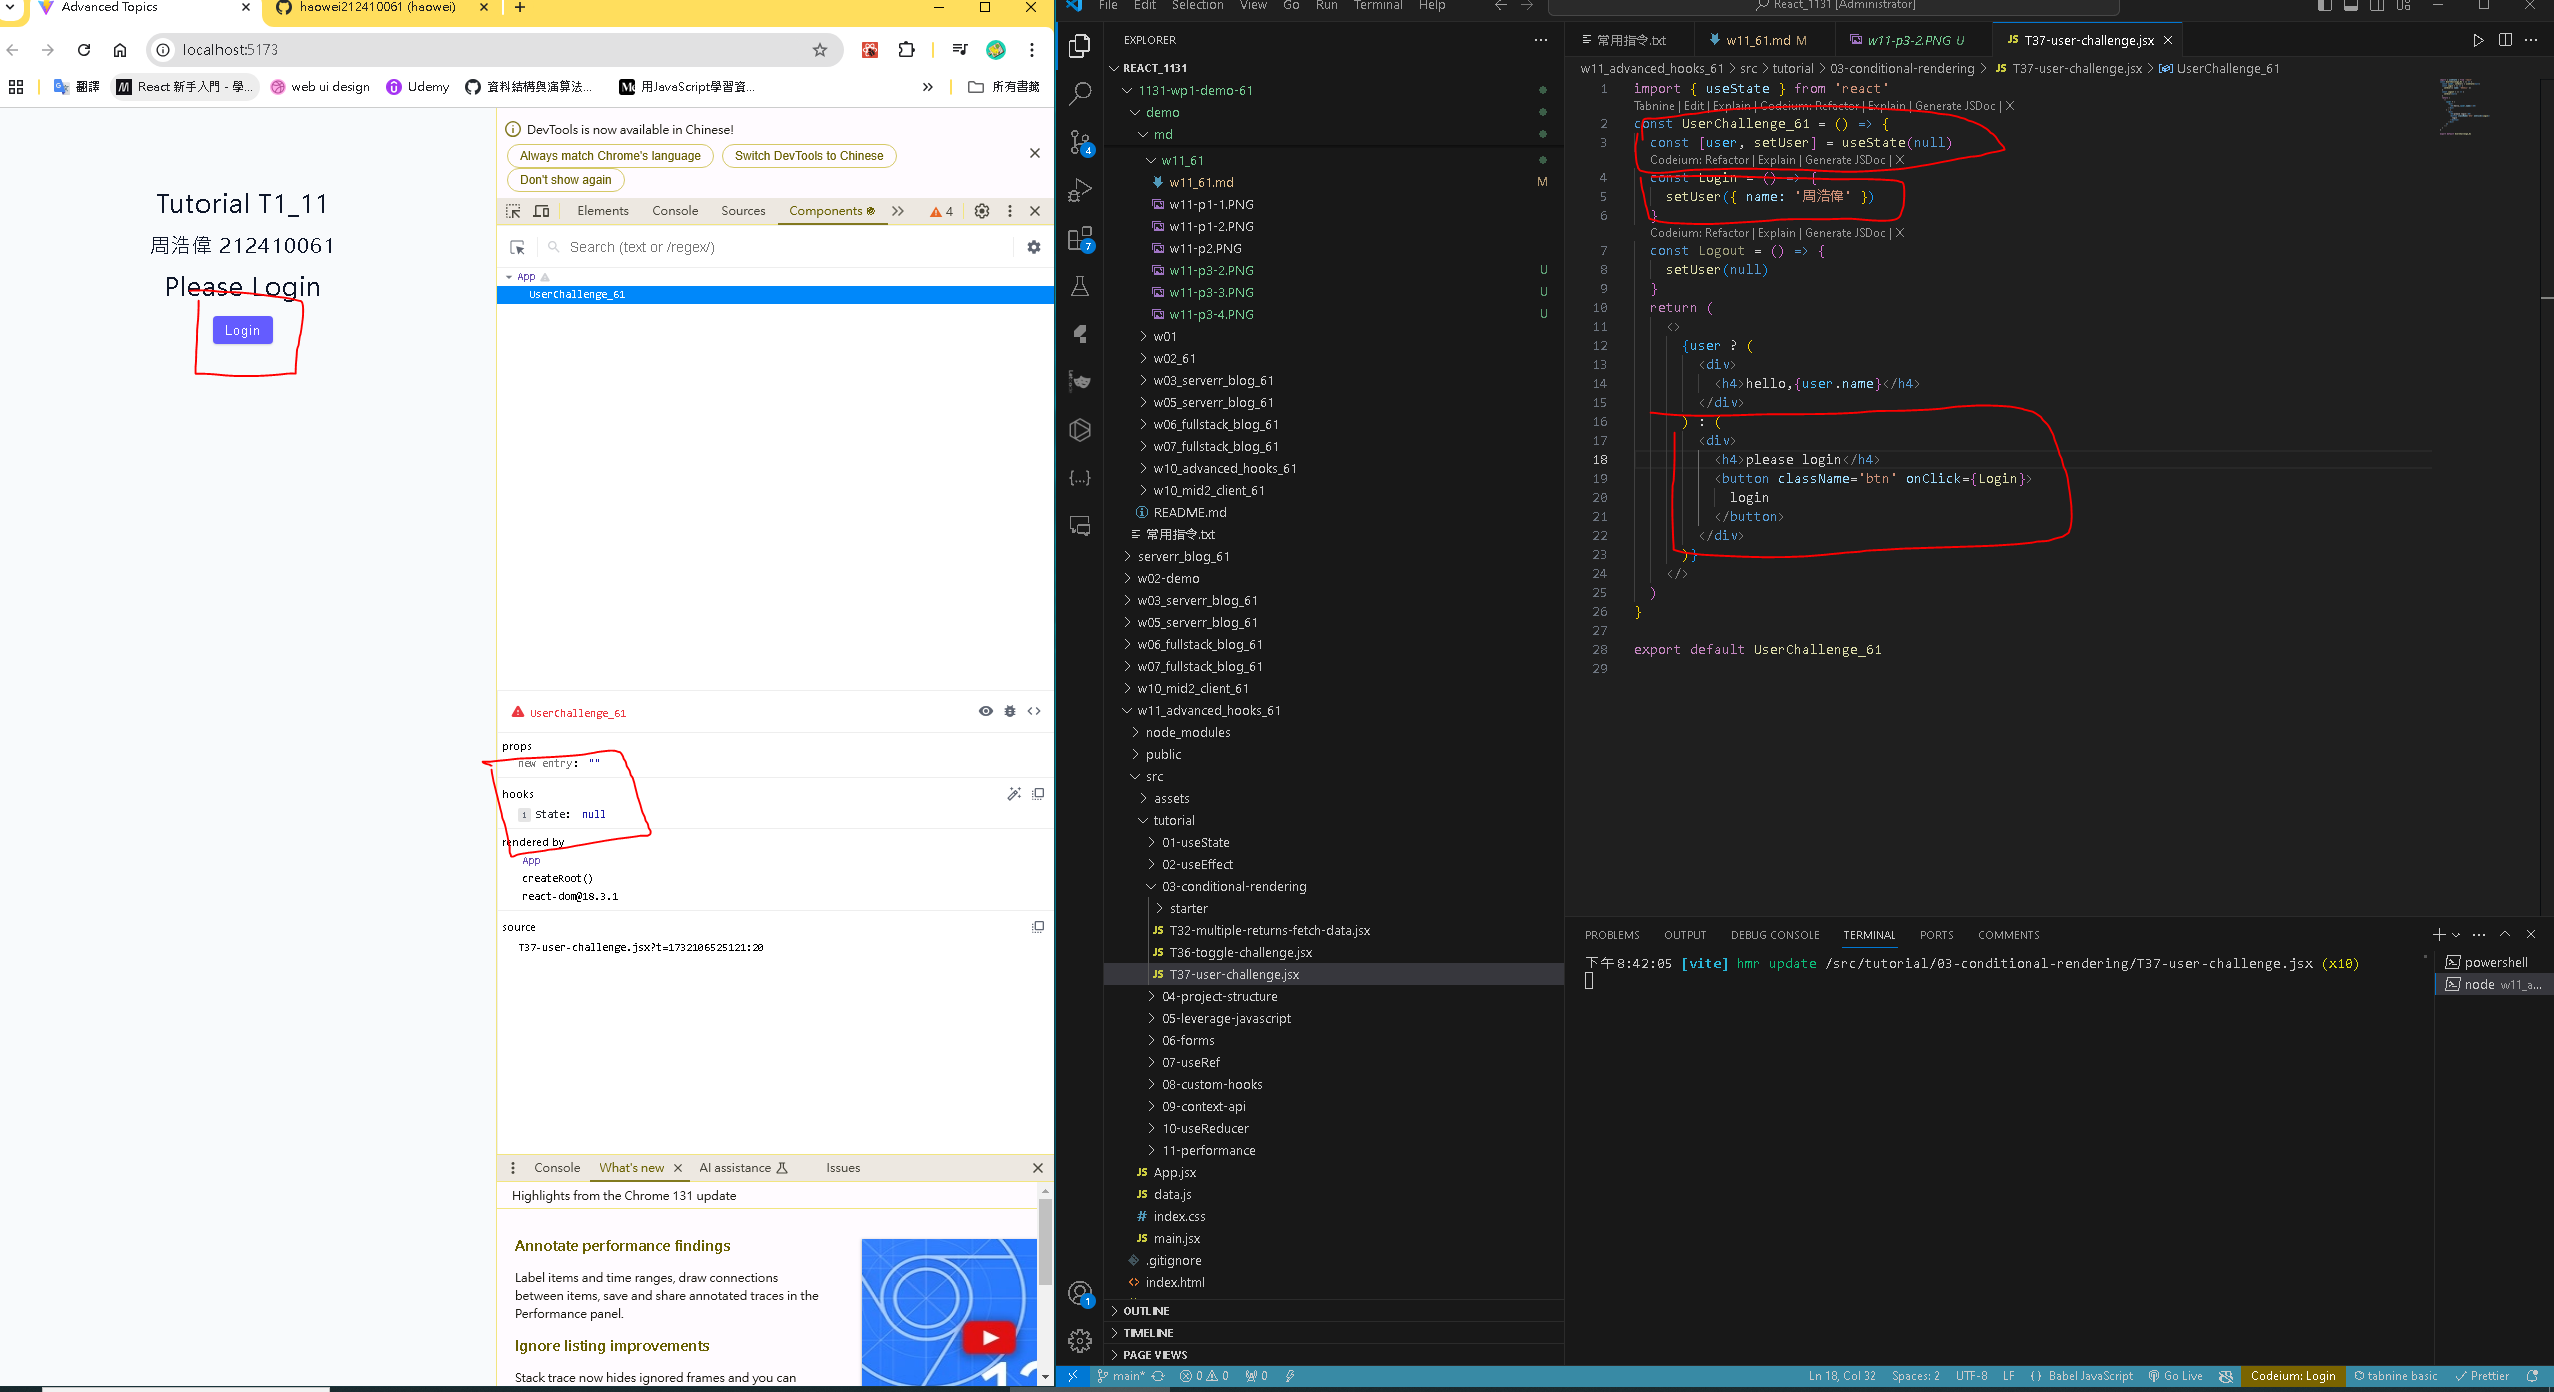 Advanced Topics
haowei212410061 (haowei)
localhost:5173
翻譯
React 新手入門 - 學...
web ui design
Udemy
資料結構與演算法...
用JavaScript學習資...
所有書籤
Tutorial T1_11
周浩偉 212410061
Please Login
Login
DevTools is now available in Chinese!
Always match Chrome's language
Switch DevTools to Chinese
Don't show again
Elements
Console
Sources
Components
4
Search (text or /regex/)
App
UserChallenge_61
UserChallenge_61
props
new entry: ""
hooks
1 State: null
rendered by
App
createRoot()
react-dom@18.3.1
source
T37-user-challenge.jsx?t=1732106525121:20
Console
What's new
AI assistance
Issues
Highlights from the Chrome 131 update
Annotate performance findings
Label items and time ranges, draw connections
between items, save and share annotated traces in the
Performance panel.
Ignore listing improvements
Stack trace now hides ignored frames and you can
File Edit Selection View Go Run Terminal Help
React_1131 [Administrator]
EXPLORER
REACT_1131
1131-wp1-demo-61
demo
md
w11_61
w11_61.md M
w11-p1-1.PNG
w11-p1-2.PNG
w11-p2.PNG
w11-p3-2.PNG U
w11-p3-3.PNG U
w11-p3-4.PNG U
w01
w02_61
w03_serverr_blog_61
w05_serverr_blog_61
w06_fullstack_blog_61
w07_fullstack_blog_61
w10_advanced_hooks_61
w10_mid2_client_61
README.md
常用指令.txt
serverr_blog_61
w02-demo
w03_serverr_blog_61
w05_serverr_blog_61
w06_fullstack_blog_61
w07_fullstack_blog_61
w10_mid2_client_61
w11_advanced_hooks_61
node_modules
public
src
assets
tutorial
01-useState
02-useEffect
03-conditional-rendering
starter
T32-multiple-returns-fetch-data.jsx
T36-toggle-challenge.jsx
T37-user-challenge.jsx
04-project-structure
05-leverage-javascript
06-forms
07-useRef
08-custom-hooks
09-context-api
10-useReducer
11-performance
App.jsx
data.js
index.css
main.jsx
.gitignore
index.html
OUTLINE
TIMELINE
PAGE VIEWS
4
7
1
常用指令.txt
w11_61.md M
w11-p3-2.PNG U
T37-user-challenge.jsx
w11_advanced_hooks_61 > src > tutorial > 03-conditional-rendering > JS T37-user-challenge.jsx > UserChallenge_61
1 import { useState } from 'react'
Tabnine | Edit | Explain | Codeium: Refactor | Explain | Generate JSDoc | X
2 const UserChallenge_61 = () => {
3 const [user, setUser] = useState(null)
Codeium: Refactor | Explain | Generate JSDoc | X
4 const Login = () => {
5 setUser({ name: '周浩偉' })
6 }
Codeium: Refactor | Explain | Generate JSDoc | X
7 const Logout = () => {
8 setUser(null)
9 }
10 return (
11 <>
12 {user ? (
13 <div>
14 <h4>hello,{user.name}</h4>
15 </div>
16 ) : (
17 <div>
18 <h4>please login</h4>
19 <button className='btn' onClick={Login}>
20 login
21 </button>
22 </div>
23 )}
24 </>
25 )
26 }
27
28 export default UserChallenge_61
29
PROBLEMS OUTPUT DEBUG CONSOLE TERMINAL PORTS COMMENTS
下午8:42:05 [vite] hmr update /src/tutorial/03-conditional-rendering/T37-user-challenge.jsx (x10)
powershell
node w11_a...
main* 0 0 0
Ln 18, Col 32
Spaces: 2
UTF-8
LF
{ } Babel JavaScript
Go Live
Codeium: Login
tabnine basic
Prettier